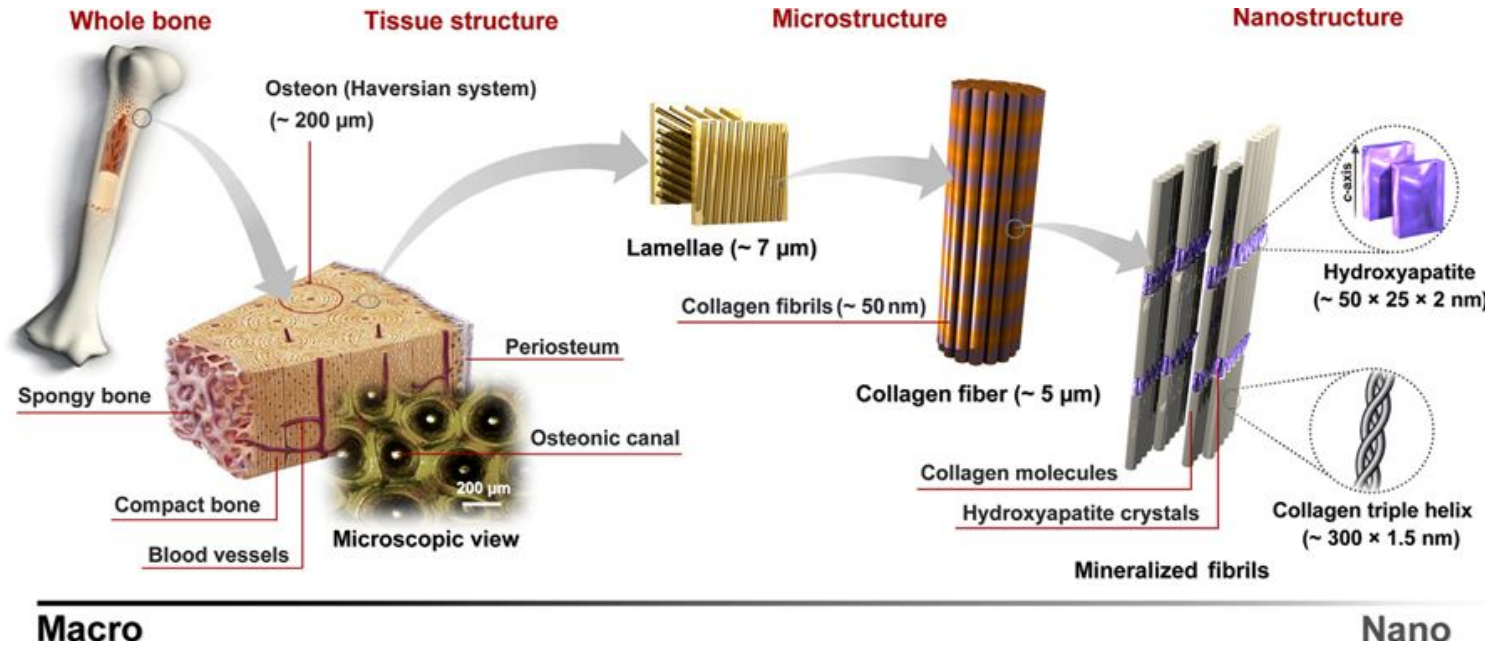 Whole bone
Tissue structure
Microstructure
Nanostructure
Osteon (Haversian system)
(~ 200 µm)
Lamellae (~ 7 µm)
Collagen fibrils (~ 50 nm)
Collagen fiber (~ 5 µm)
c-axis
Hydroxyapatite
(~ 50 × 25 × 2 nm)
Periosteum
Spongy bone
Osteonic canal
200 µm
Compact bone
Blood vessels
Microscopic view
Collagen molecules
Hydroxyapatite crystals
Collagen triple helix
(~ 300 × 1.5 nm)
Mineralized fibrils
Macro
Nano